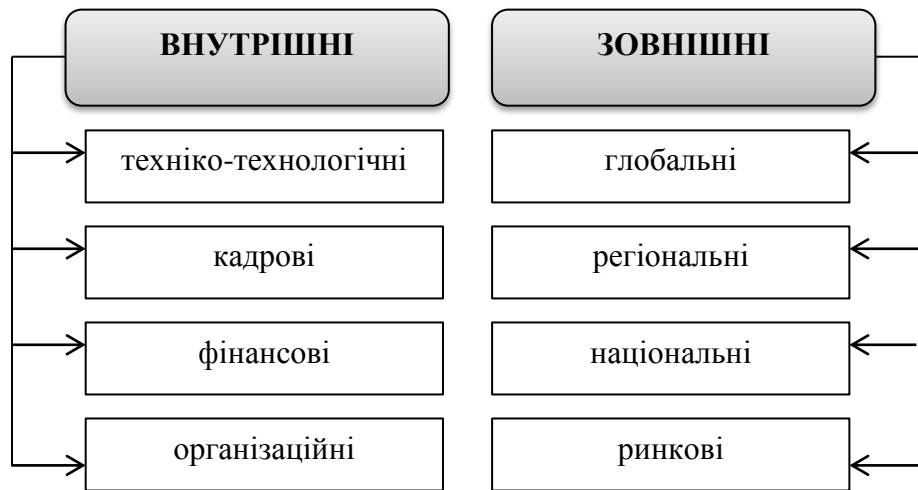 ВНУТРІШНІ
техніко-технологічні
кадрові
фінансові
організаційні
ЗОВНІШНІ
глобальні
регіональні
національні
ринкові